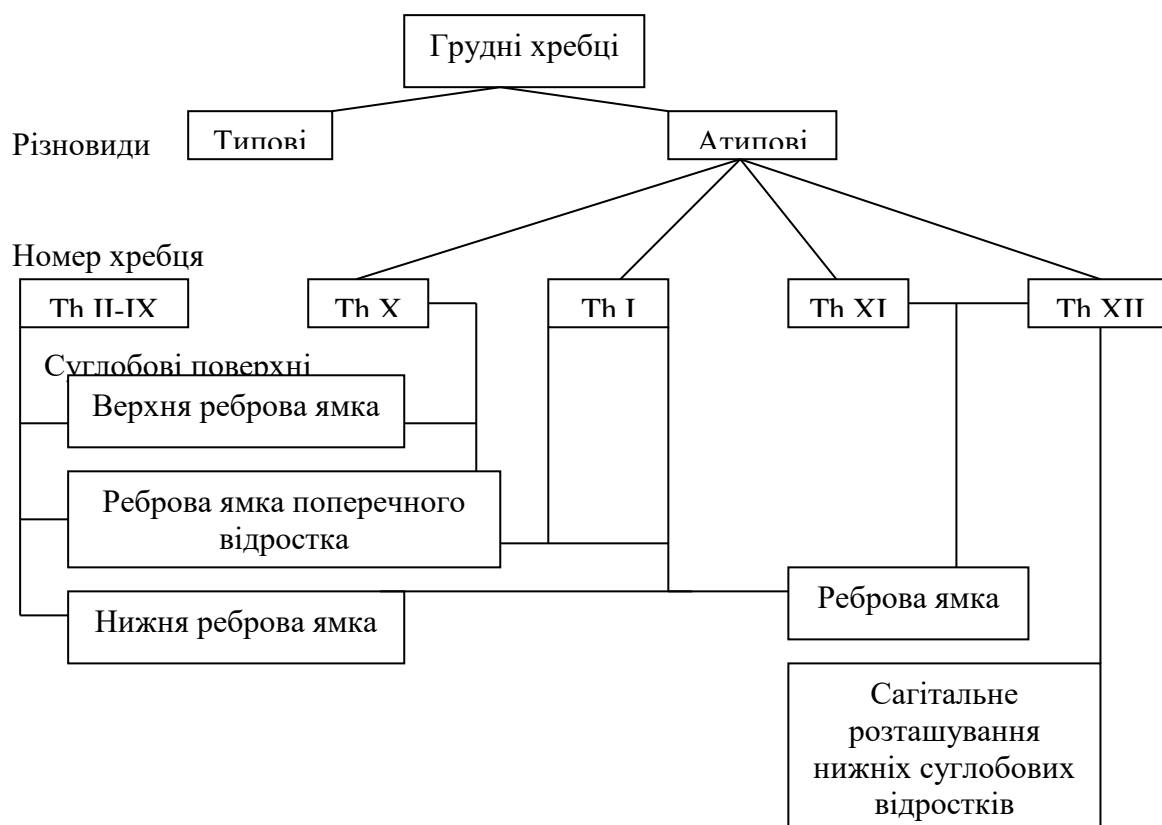 Грудні хребці
Різновиди
Типові
Атипові
Номер хребця
Th II-IX
Th X
Th I
Th XI
Th XII
Суглобові поверхні
Верхня реброва ямка
Реброва ямка поперечного
відростка
Нижня реброва ямка
Реброва ямка
Сагітальне
розташування
нижніх суглобових
відростків